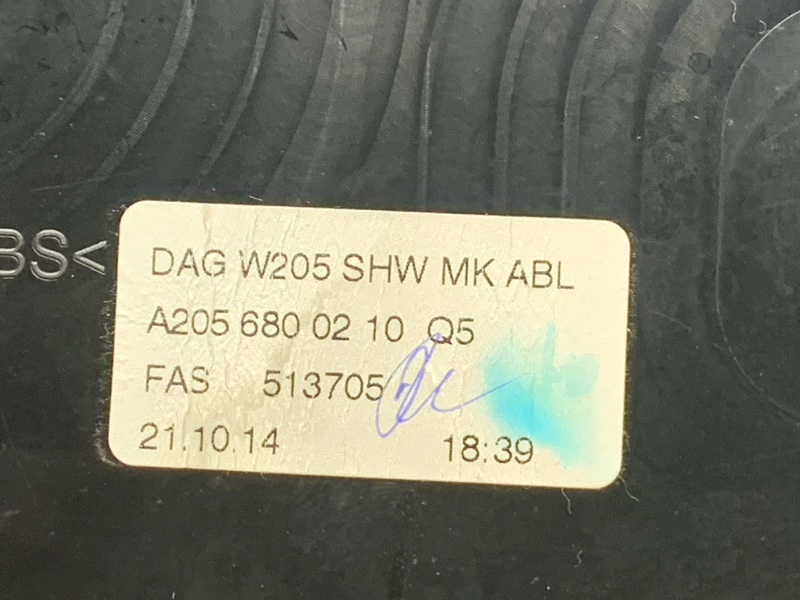 BS<
DAG W205 SHW MK ABL
A205 680 02 10 Q5
FAS 513705
21.10.14 18:39